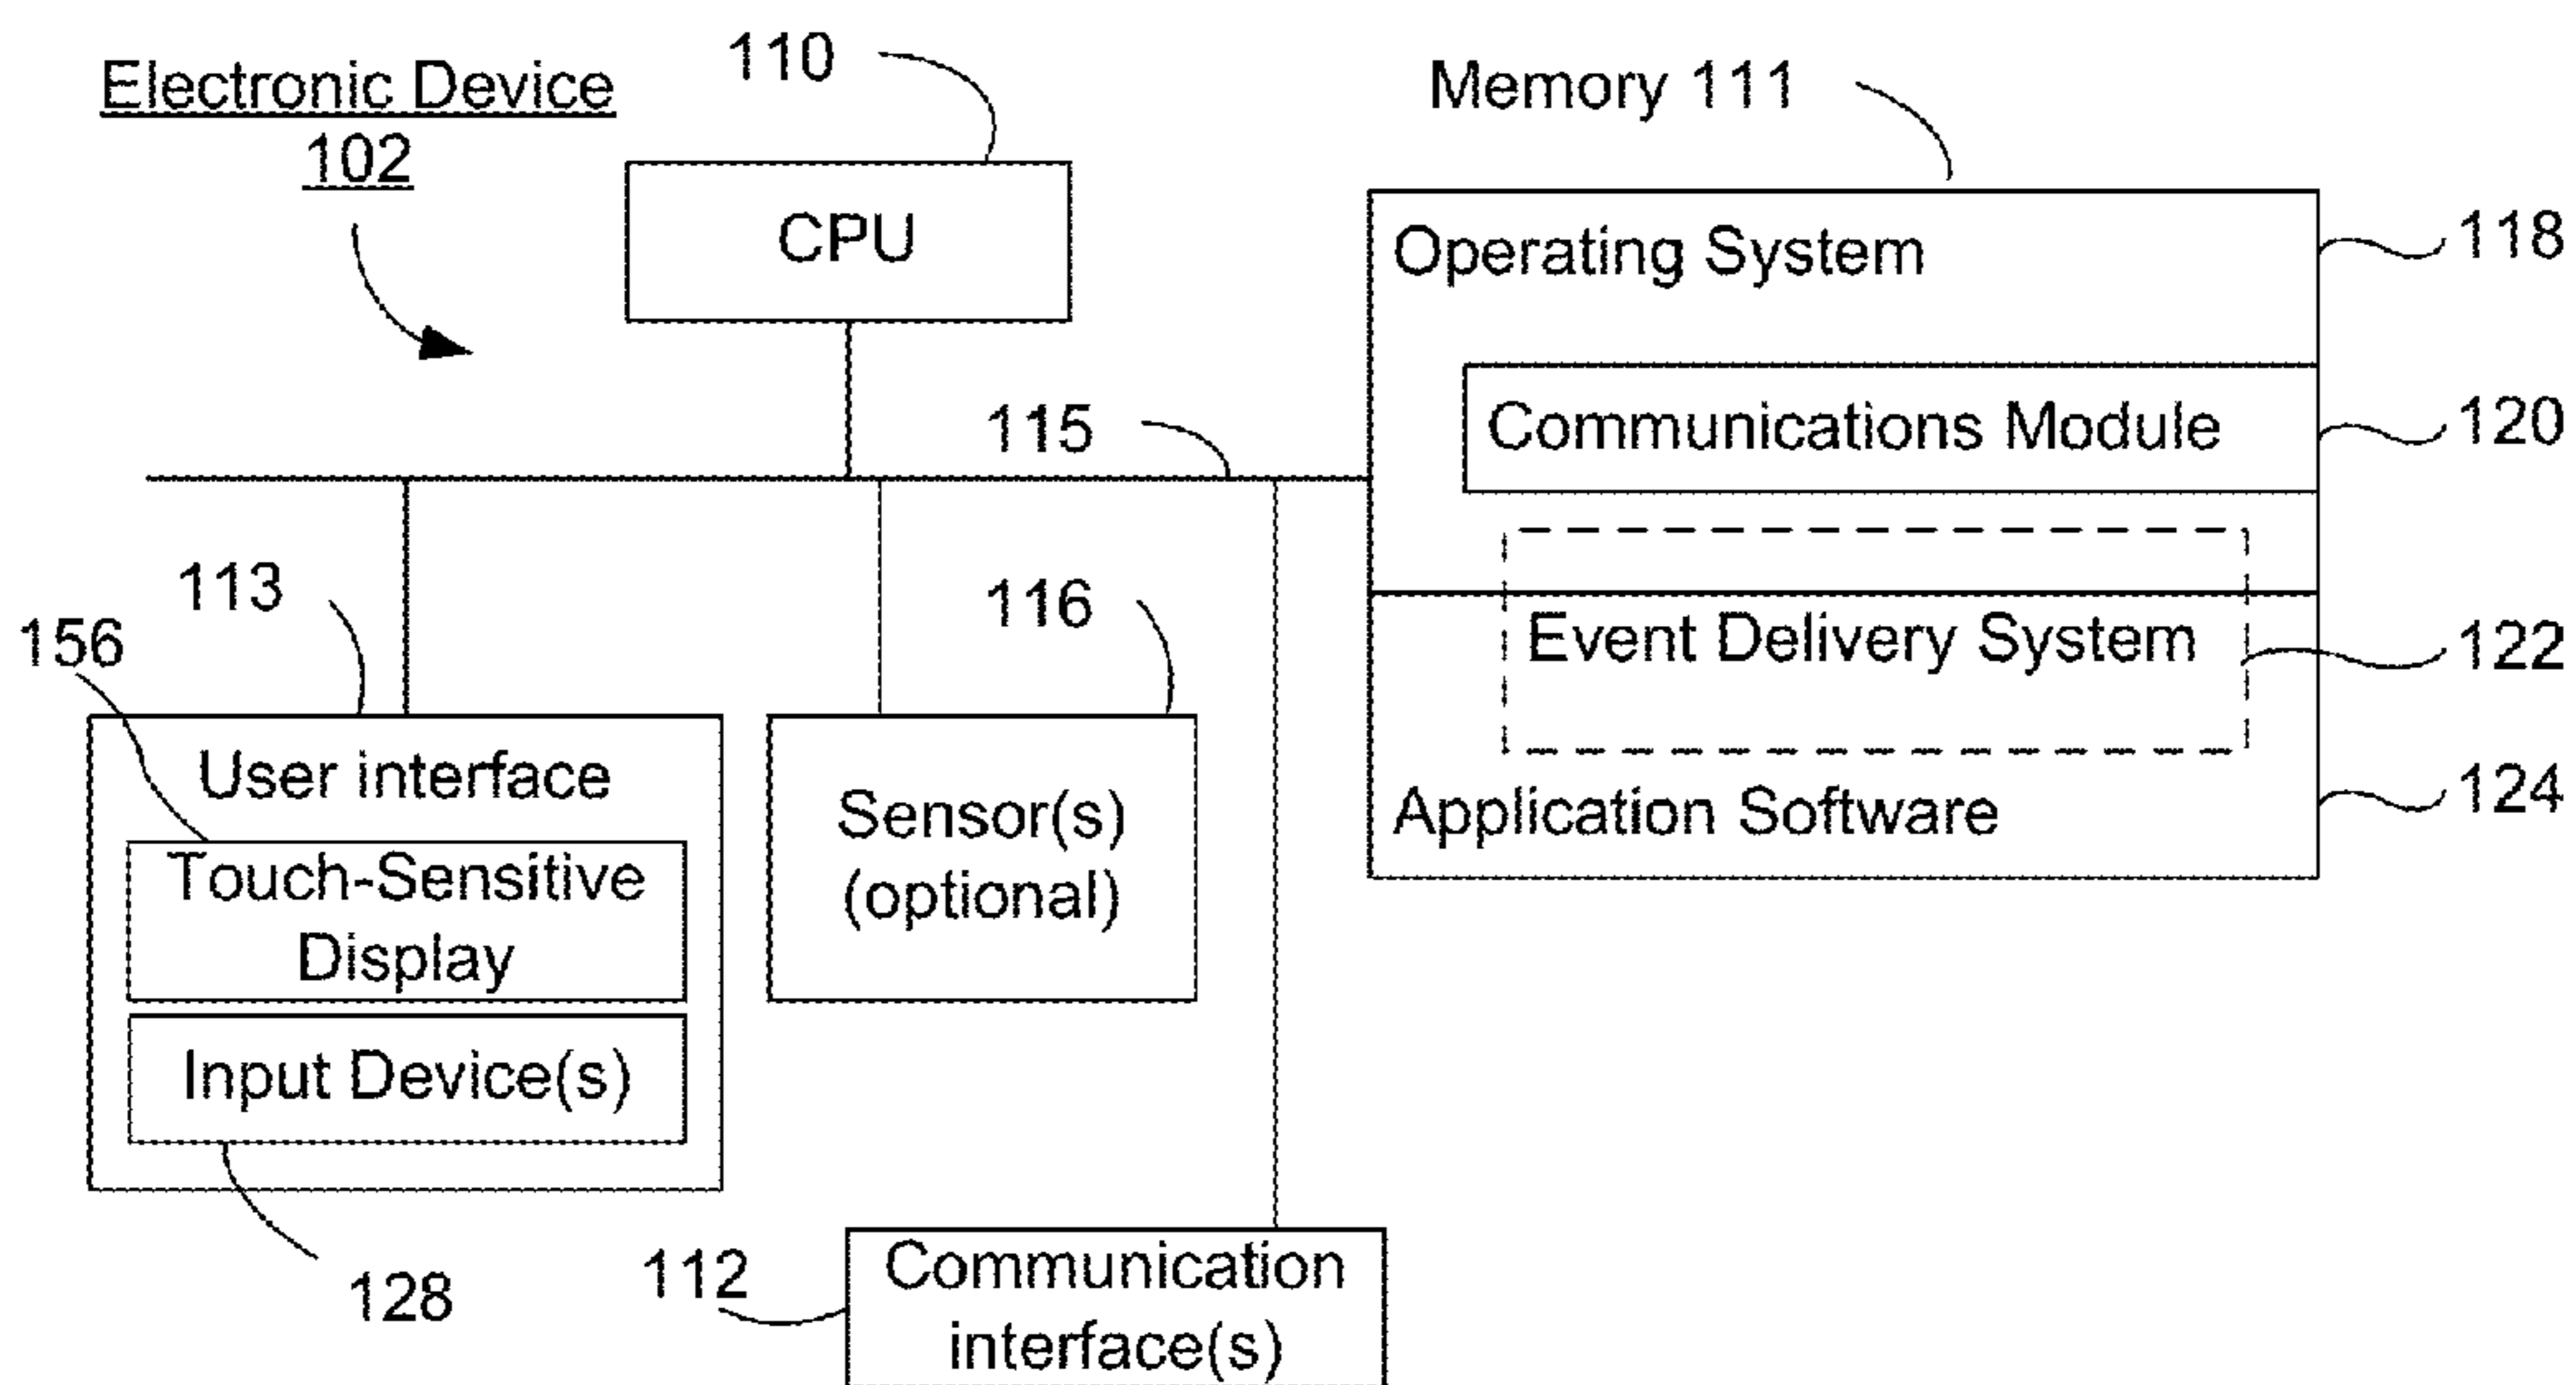 Electronic Device
102
110
CPU
Memory 111
Operating System
118
Communications Module
120
115
Event Delivery System
122
Application Software
124
113
156
User interface
Touch-Sensitive
Display
Input Device(s)
128
116
Sensor(s)
(optional)
112
Communication
interface(s)